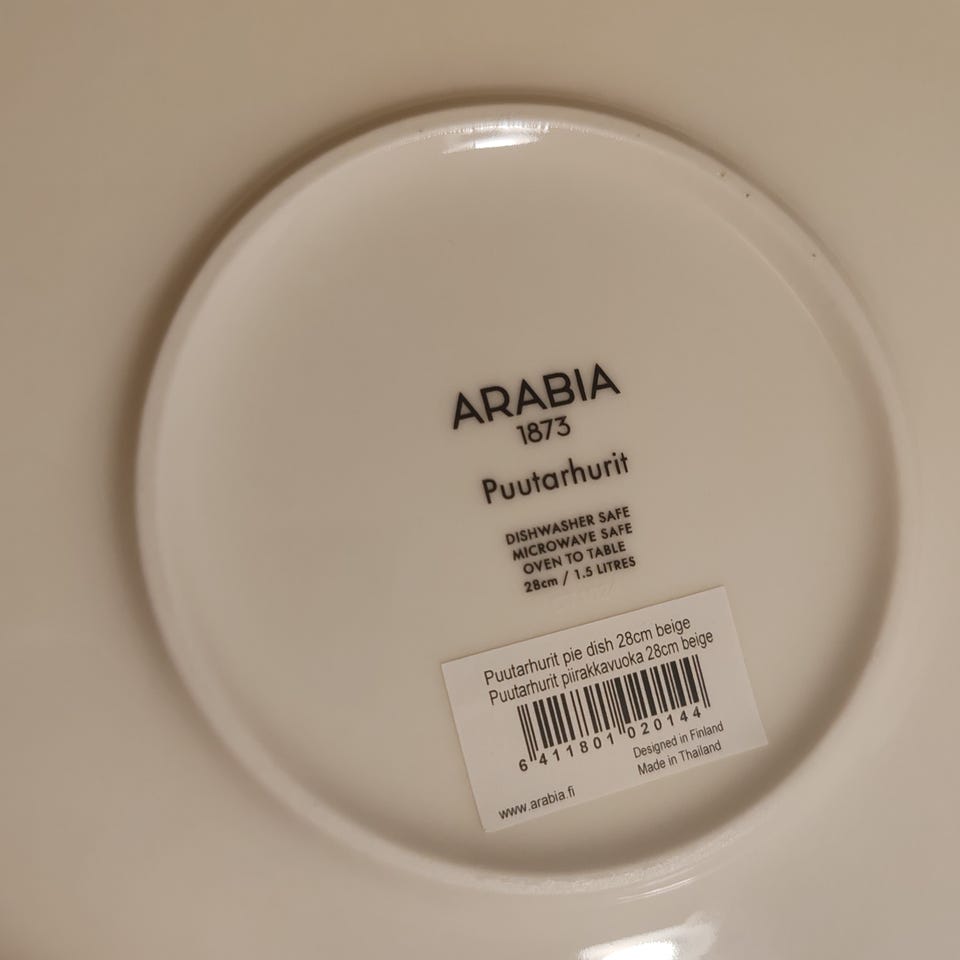 ARABIA
1873
Puutarhurit
DISHWASHER SAFE
MICROWAVE SAFE
OVEN TO TABLE
28cm / 1.5 LITRES
Puutarhurit pie dish 28cm beige
Puutarhurit piirakkavuoka 28cm beige
6 411801 020144
Designed in Finland
Made in Thailand
www.arabia.fi